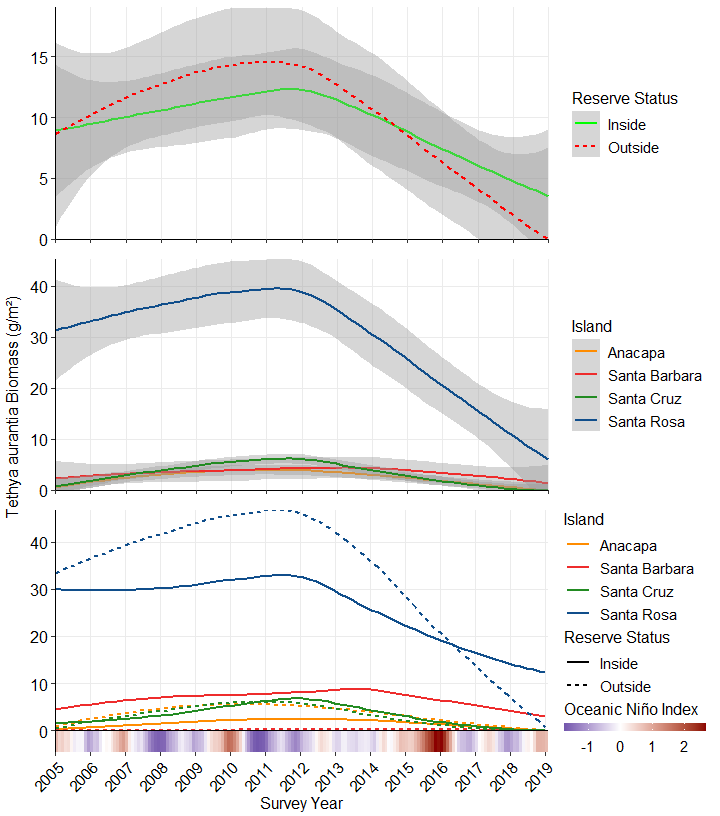 Tethya aurantia Biomass (g/m²)
15
10
5
0
Reserve Status
Inside
Outside
40
30
20
10
0
Island
Anacapa
Santa Barbara
Santa Cruz
Santa Rosa
40
30
20
10
0
Island
Anacapa
Santa Barbara
Santa Cruz
Santa Rosa
Reserve Status
Inside
Outside
Oceanic Niño Index
-1 0 1 2
2005 2006 2007 2008 2009 2010 2011 2012 2013 2014 2015 2016 2017 2018 2019
Survey Year